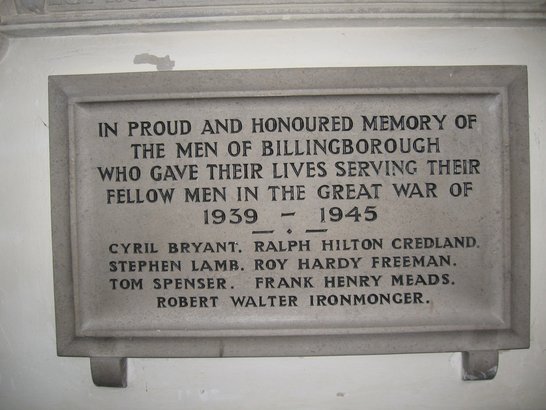 IN PROUD AND HONOURED MEMORY OF
THE MEN OF BILLINGBOROUGH
WHO GAVE THEIR LIVES SERVING THEIR
FELLOW MEN IN THE GREAT WAR OF
1939 – 1945
CYRIL BRYANT. RALPH HILTON CREDLAND.
STEPHEN LAMB. ROY HARDY FREEMAN.
TOM SPENSER. FRANK HENRY MEADS.
ROBERT WALTER IRONMONGER.